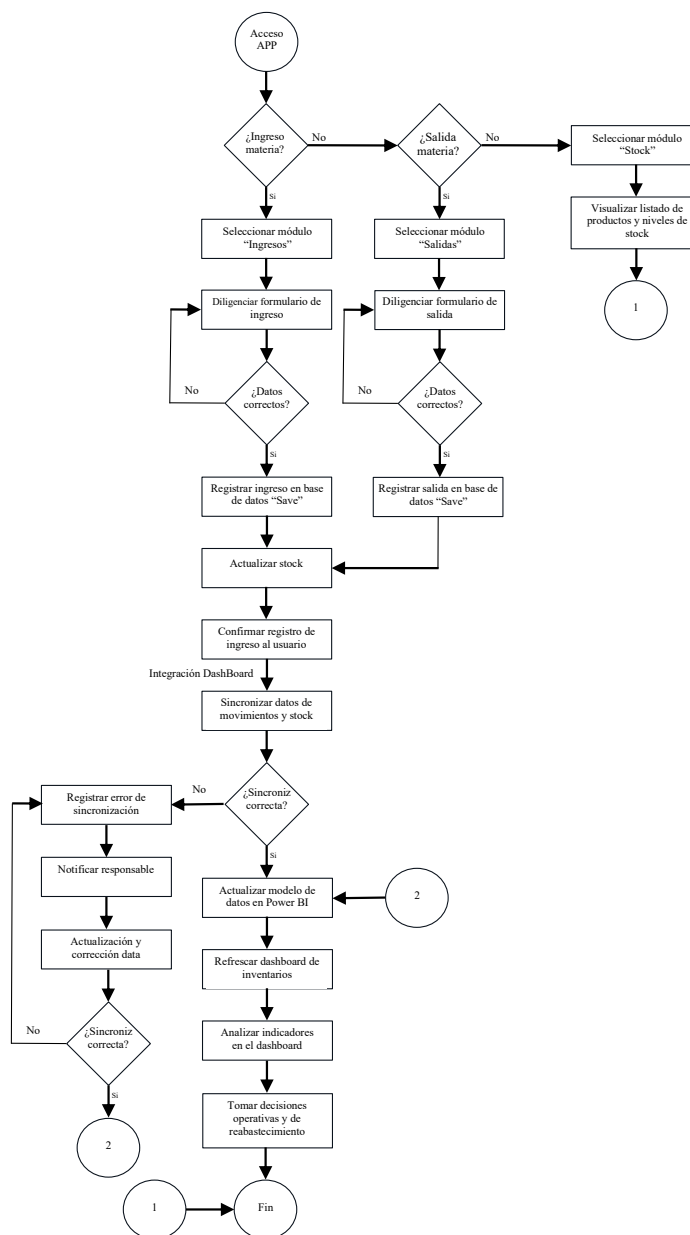 Acceso
APP
¿Ingreso
materia?
No
¿Salida
materia?
No
Seleccionar módulo
“Stock”
Si
Si
Visualizar listado de
productos y niveles de
stock
Seleccionar módulo
“Ingresos”
Seleccionar módulo
“Salidas”
Diligenciar formulario de
ingreso
Diligenciar formulario de
salida
1
No
¿Datos
correctos?
No
¿Datos
correctos?
Si
Si
Registrar ingreso en base
de datos “Save”
Registrar salida en base de
datos “Save”
Actualizar stock
Confirmar registro de
ingreso al usuario
Integración DashBoard
Sincronizar datos de
movimientos y stock
Registrar error de
sincronización
No
¿Sincroniz
correcta?
Si
Notificar responsable
Actualizar modelo de
datos en Power BI
2
Actualización y
corrección data
Refrescar dashboard de
inventarios
No
¿Sincroniz
correcta?
Analizar indicadores
en el dashboard
Si
Tomar decisiones
operativas y de
reabastecimiento
2
1
Fin